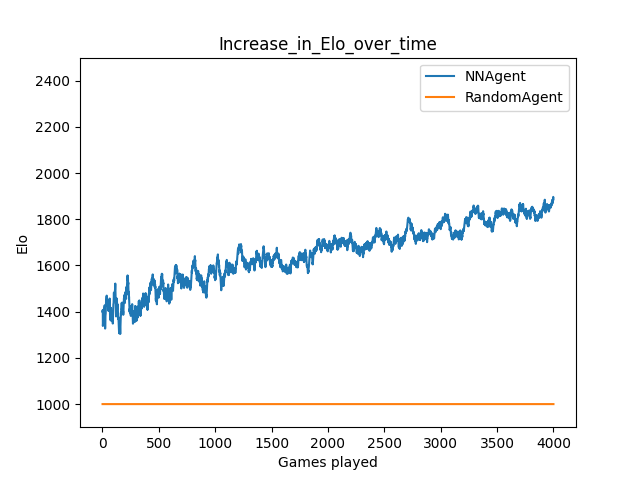 Increase_in_Elo_over_time
NNAgent
RandomAgent
2400
2200
2000
1800
1600
1400
1200
1000
Elo
0 500 1000 1500 2000 2500 3000 3500 4000
Games played